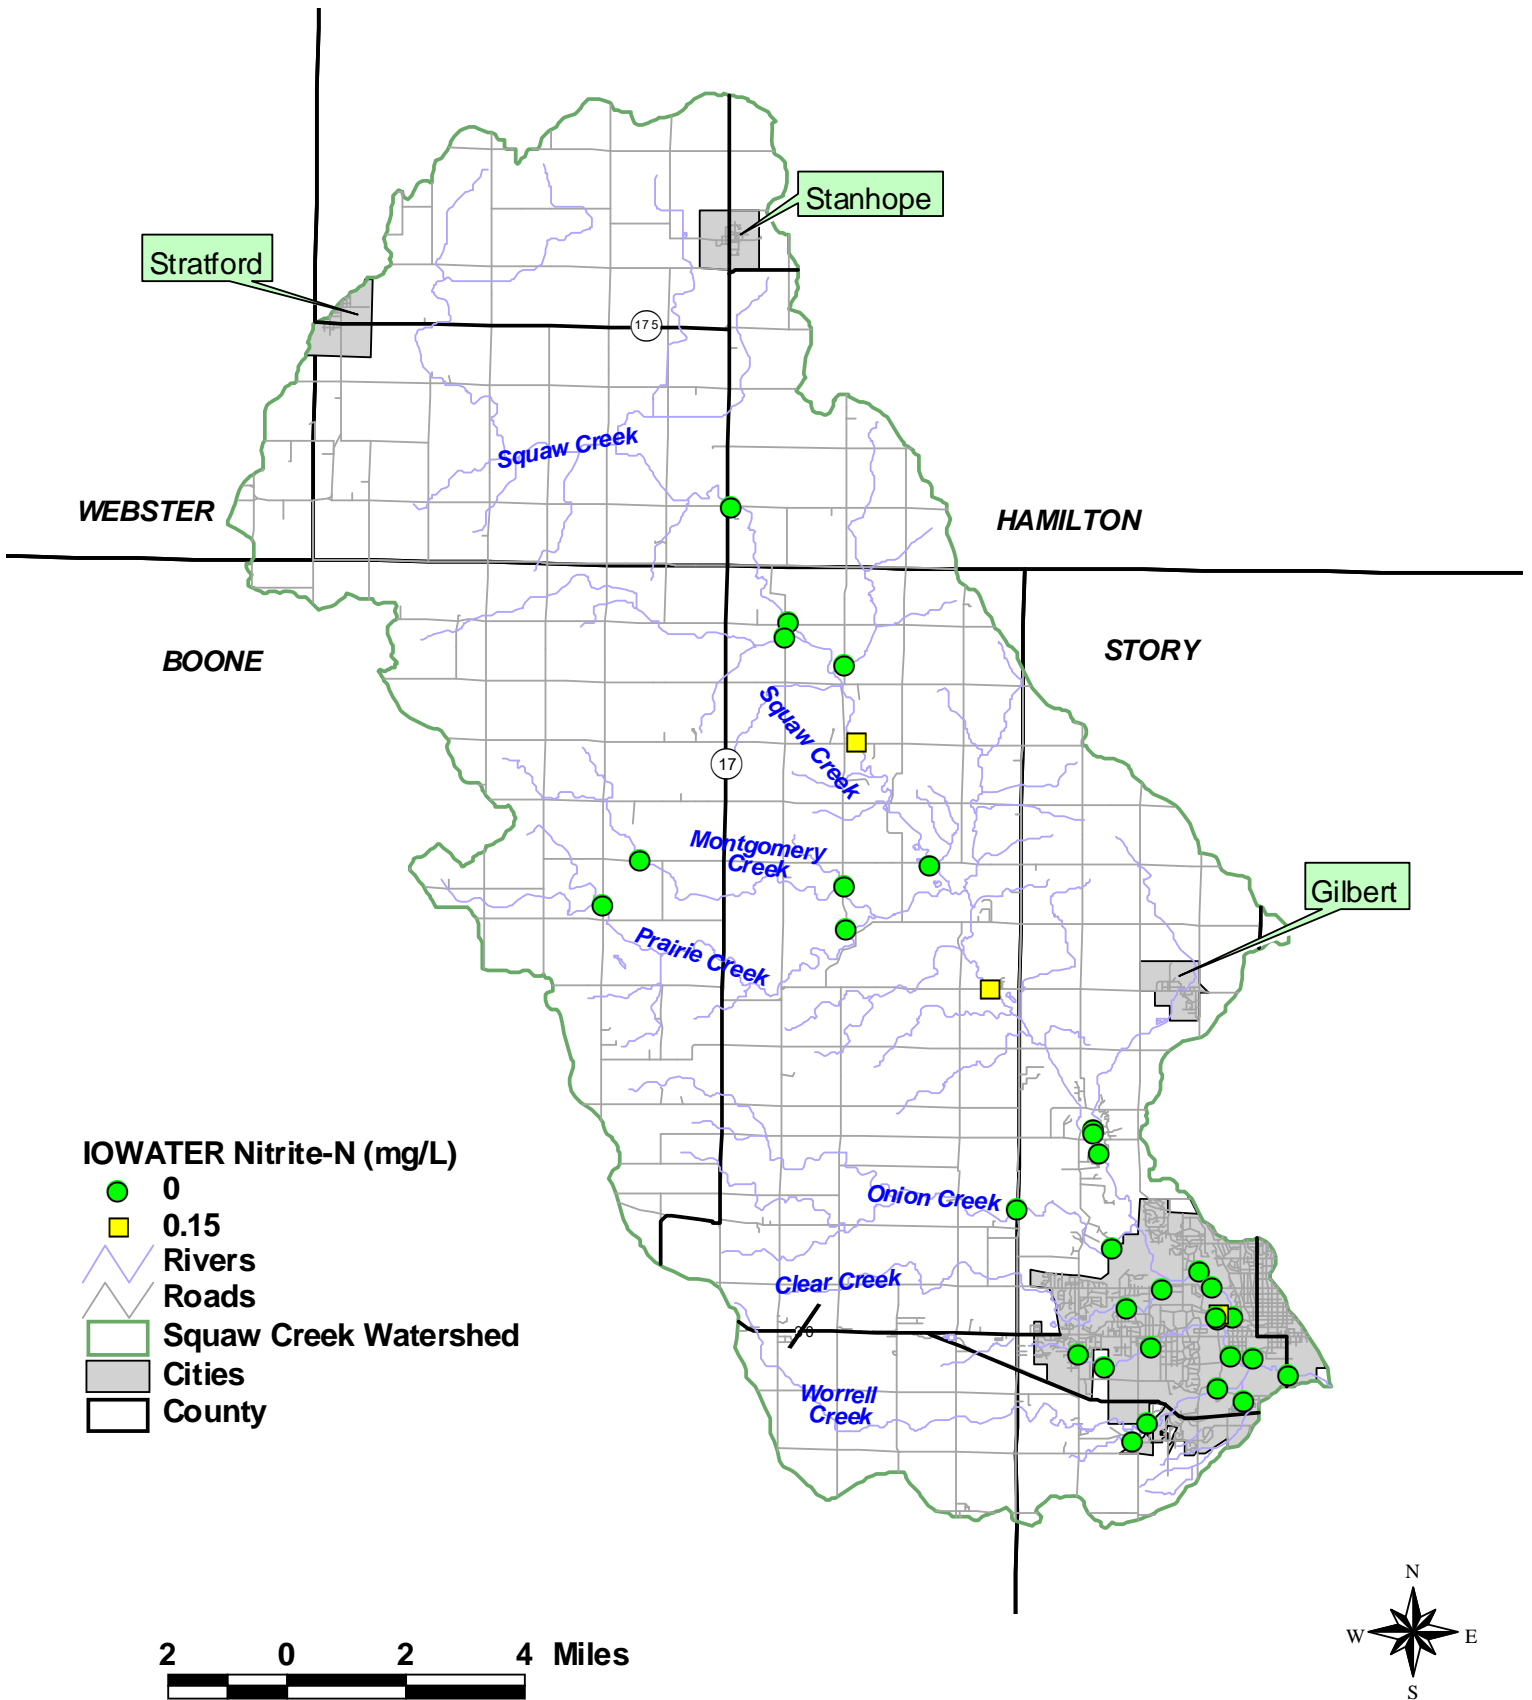 Stanhope
Stratford
175
Squaw Creek
WEBSTER
HAMILTON
BOONE
STORY
Squaw Creek
17
Montgomery
Creek
Gilbert
Prairie Creek
IOWATER Nitrite-N (mg/L)
0
0.15
Rivers
Roads
Squaw Creek Watershed
Cities
County
Onion Creek
Clear Creek
30
Worrell
Creek
N
W
E
S
2 0 2 4 Miles